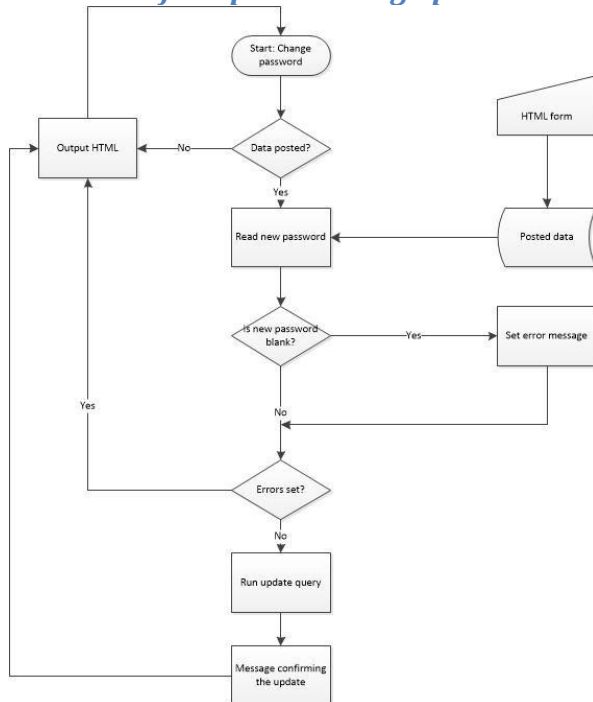 Start: Change
password
HTML form
Output HTML
No
Data posted?
Yes
Read new password
Posted data
Is new password
blank?
Yes
Set error message
Yes
No
Errors set?
No
Run update query
Message confirming
the update